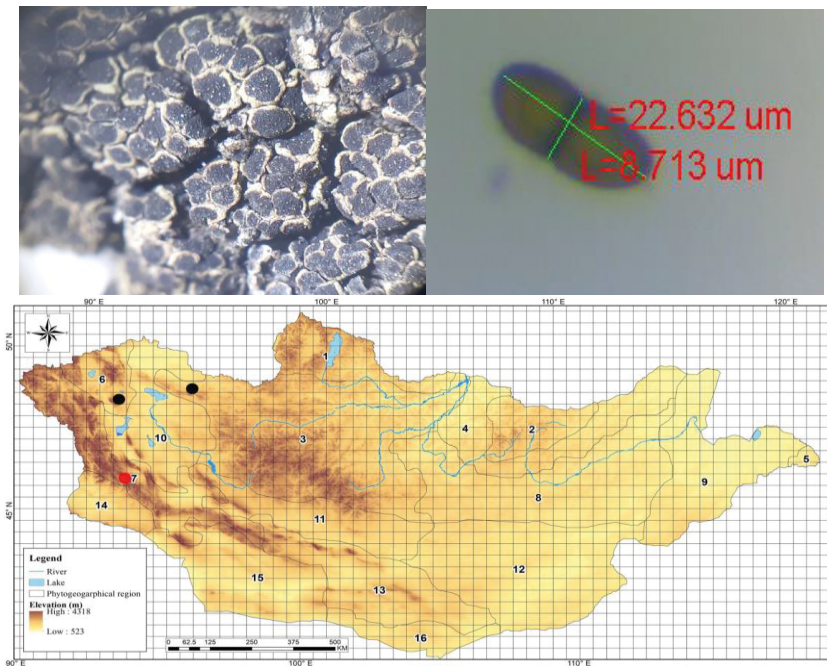 L=22.632 um
L=8.713 um
90° E
100° E
110° E
120° E
50° N
45° N
1
2
3
4
5
6
7
8
9
10
11
12
13
14
15
16
Legend
River
Lake
Phytogeogarphical region
Elevation (m)
High : 4318
Low : 523
0 62.5 125 250 375 500
KM
90° E
100° E
110° E